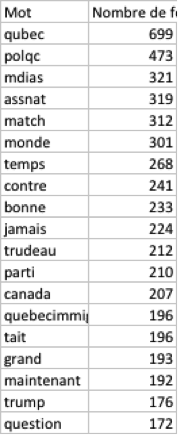 Mot Nombre de f
qubec 699
polqc 473
mdias 321
assnat 319
match 312
monde 301
temps 268
contre 241
bonne 233
jamais 224
trudeau 212
parti 210
canada 207
quebecimmi 196
tait 196
grand 193
maintenant 192
trump 176
question 172